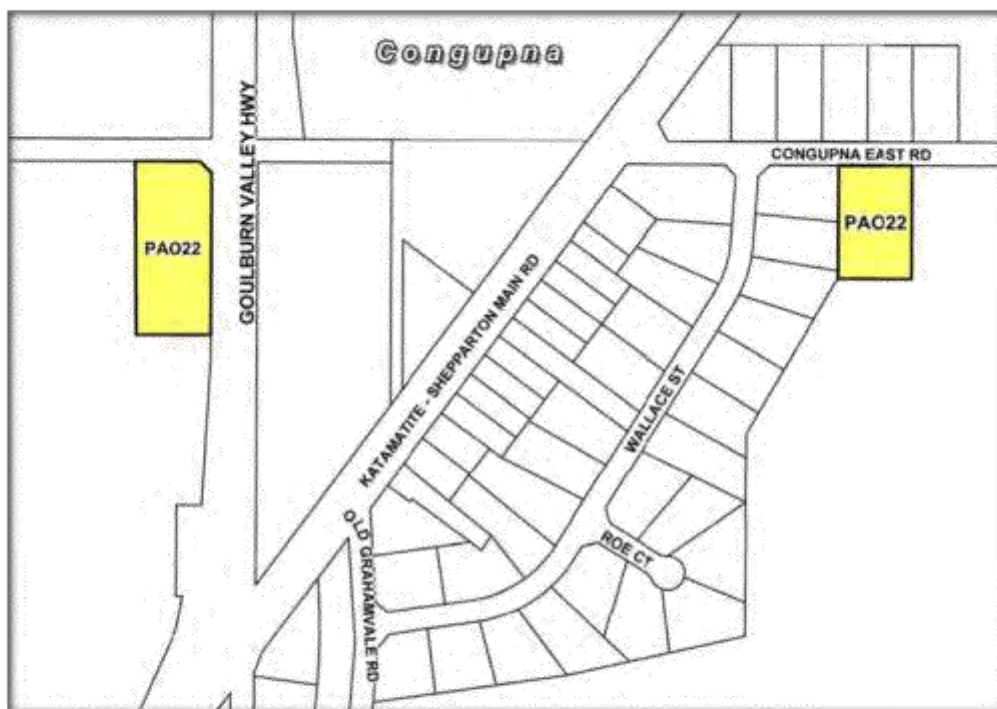 Congupna
GOULBURN VALLEY HWY
CONGUPNA EAST RD
PAO22
PAO22
KATAMATITE - SHEPPARTON MAIN RD
WALLACE ST
ROE CT
OLD GRAHAMVALE RD